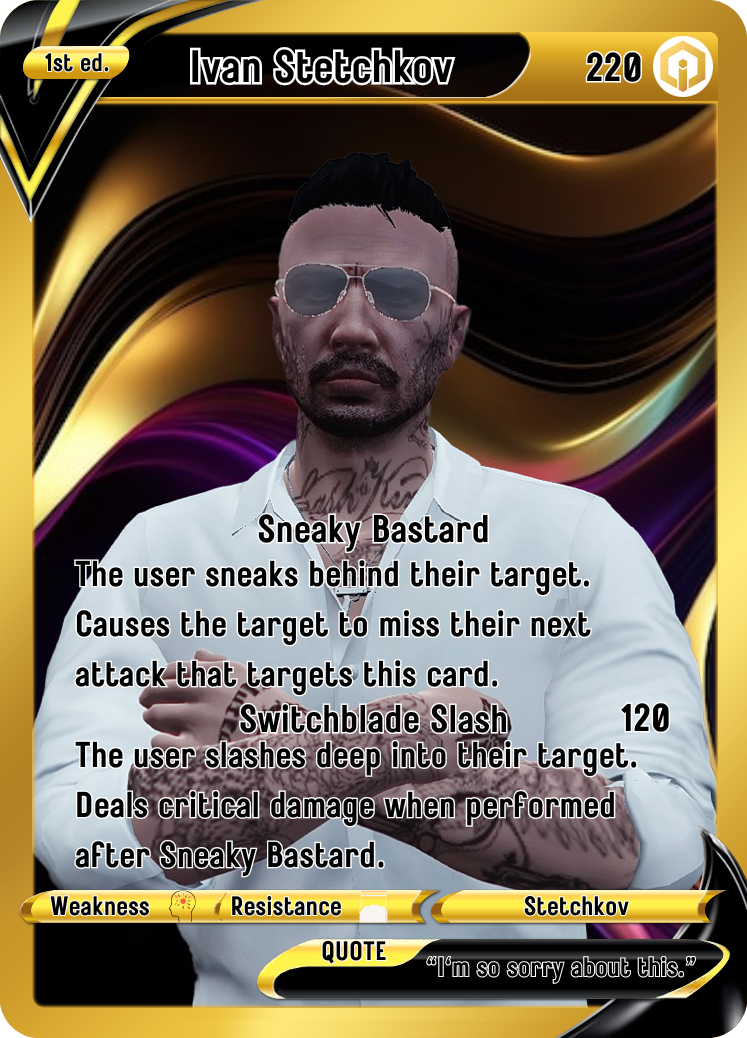 1st ed.
Ivan Stetchkov
220
Sneaky Bastard
The user sneaks behind their target.
Causes the target to miss their next
attack that targets this card.
Switchblade Slash 120
The user slashes deep into their target.
Deals critical damage when performed
after Sneaky Bastard.
Weakness Resistance Stetchkov
QUOTE
“I'm so sorry about this.”